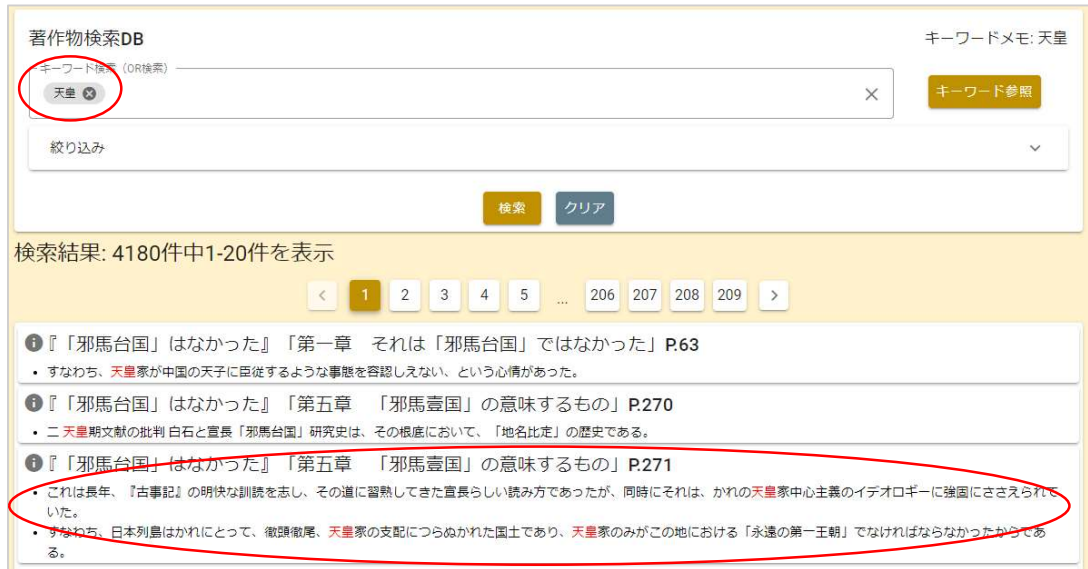 著作物検索DB
キーワードメモ: 天皇
キーワード検索（OR検索）
天皇
キーワード参照
絞り込み
検索 クリア
検索結果: 4180件中1-20件を表示
1 2 3 4 5 ... 206 207 208 209
『「邪馬台国」はなかった』「第一章　それは「邪馬台国」ではなかった」P.63
• すなわち、天皇家が中国の天子に臣従するような事態を容認しえない、という心情があった。
『「邪馬台国」はなかった』「第五章　「邪馬壹国」の意味するもの」P.270
• 二 天皇期文献の批判 白石と宣長「邪馬台国」研究史は、その根底において、「地名比定」の歴史である。
『「邪馬台国」はなかった』「第五章　「邪馬壹国」の意味するもの」P.271
• これは長年、『古事記』の明快な訓読を志し、その道に習熟してきた宣長らしい読み方であったが、同時にそれは、かれの天皇家中心主義のイデオロギーに強固にささえられて
いた。
• すなわち、日本列島はかれにとって、徹頭徹尾、天皇家の支配につらぬかれた国土であり、天皇家のみがこの地における「永遠の第一王朝」でなければならなかったからであ
る。